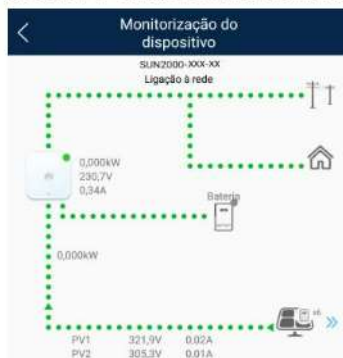 Monitorização do
dispositivo
SUN2000-XXX-XX
Ligação à rede
0,000kW
230,7V
0,34A
Bateria
0,000kW
x6
PV1 321,9V 0,02A
PV2 305,3V 0,01A